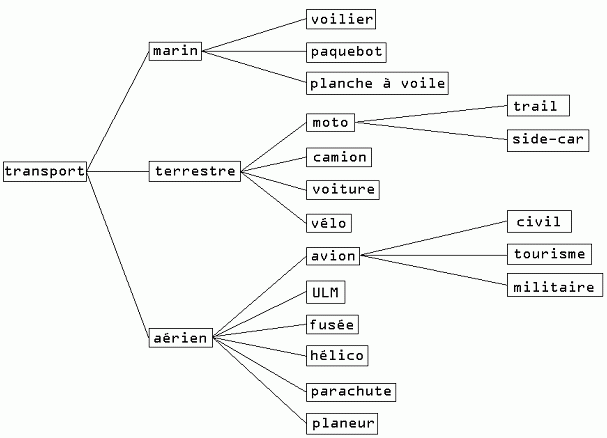 transport
marin
voilier
paquebot
planche à voile
terrestre
moto
trail
side-car
camion
voiture
vélo
aérien
avion
civil
tourisme
militaire
ULM
fusée
hélico
parachute
planeur